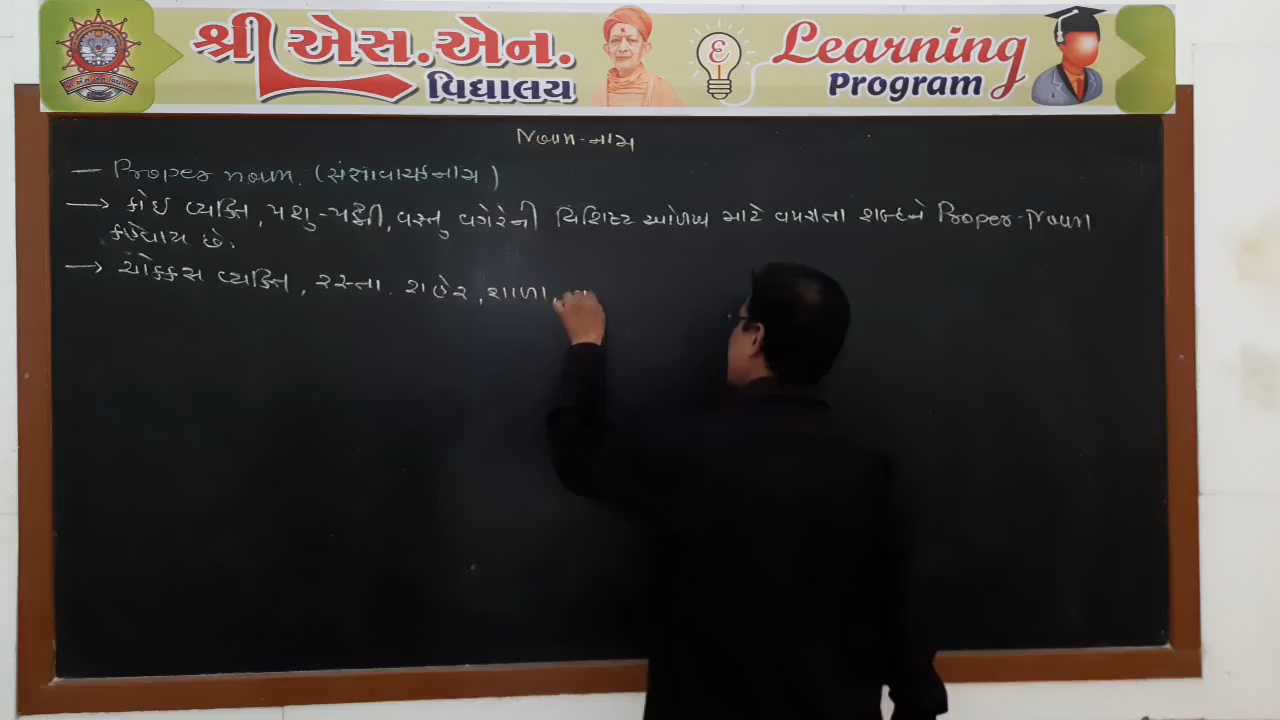 શ્રી એસ.એન.
વિદ્યાલય
Learning
Program
Noun-નામ
— Proper noun. (સંજ્ઞાવાચક નામ)
→ કોઈ વ્યક્તિ, પશુ-પક્ષી, વસ્તુ વગેરેની વિશિષ્ટ ઓળખ માટે વપરાતા શબ્દને Proper-Noun
કહેવાય છે.
→ ચોક્કસ વ્યક્તિ, રસ્તા. શહેર, શાળા,